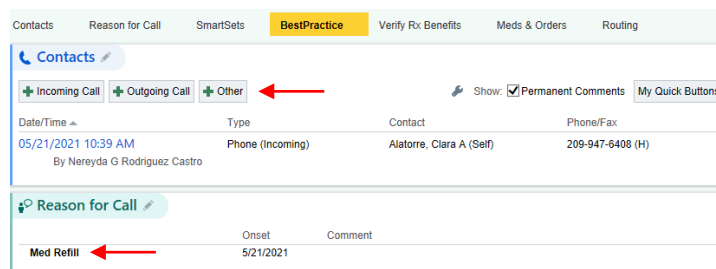 Contacts Reason for Call SmartSets BestPractice Verify Rx Benefits Meds & Orders Routing
Contacts
Incoming Call Outgoing Call Other Show: Permanent Comments My Quick Buttons
Date/Time Type Contact Phone/Fax
05/21/2021 10:39 AM Phone (Incoming) Alatorre, Clara A (Self) 209-947-6408 (H)
By Nereyda G Rodriguez Castro
Reason for Call
Onset Comment
Med Refill 5/21/2021